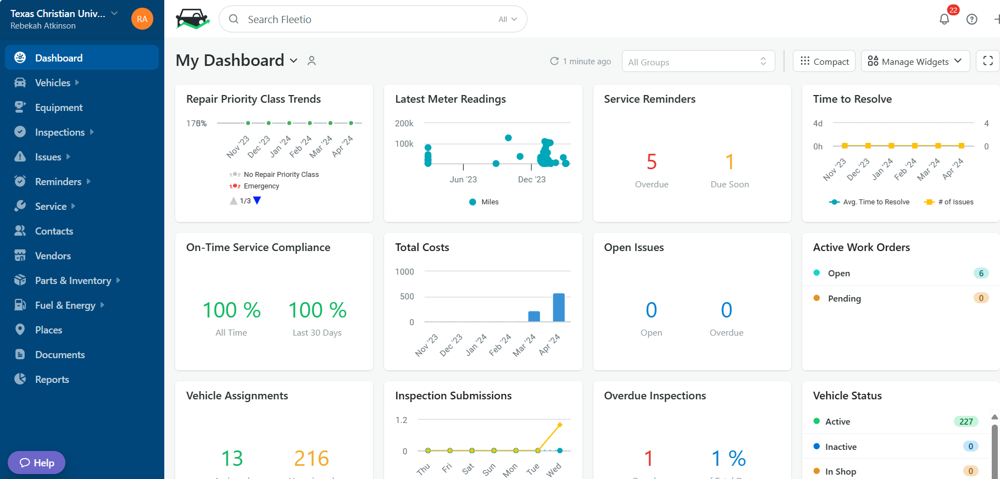 Texas Christian Univ...
Rebekah Atkinson
RA
Search Fleetio
All
22
Dashboard
Vehicles
Equipment
Inspections
Issues
Reminders
Service
Contacts
Vendors
Parts & Inventory
Fuel & Energy
Places
Documents
Reports
Help
My Dashboard
1 minute ago
All Groups
Compact
Manage Widgets
Repair Priority Class Trends
Nov '23
Dec '23
Jan '24
Feb '24
Mar '24
Apr '24
No Repair Priority Class
Emergency
1/3
Latest Meter Readings
200k
100k
Jun '23
Dec '23
Miles
Service Reminders
5
Overdue
1
Due Soon
Time to Resolve
4d
4
0h
0
Nov '23
Dec '23
Jan '24
Feb '24
Mar '24
Apr '24
Avg. Time to Resolve
# of Issues
On-Time Service Compliance
100 %
All Time
100 %
Last 30 Days
Total Costs
1000
500
0
Nov '23
Dec '23
Jan '24
Feb '24
Mar '24
Apr '24
Open Issues
0
Open
0
Overdue
Active Work Orders
Open
6
Pending
0
Vehicle Assignments
13
216
Inspection Submissions
1.2
0
Thu
Fri
Sat
Sun
Mon
Tue
Wed
Overdue Inspections
1
1 %
Vehicle Status
Active
227
Inactive
0
In Shop
0